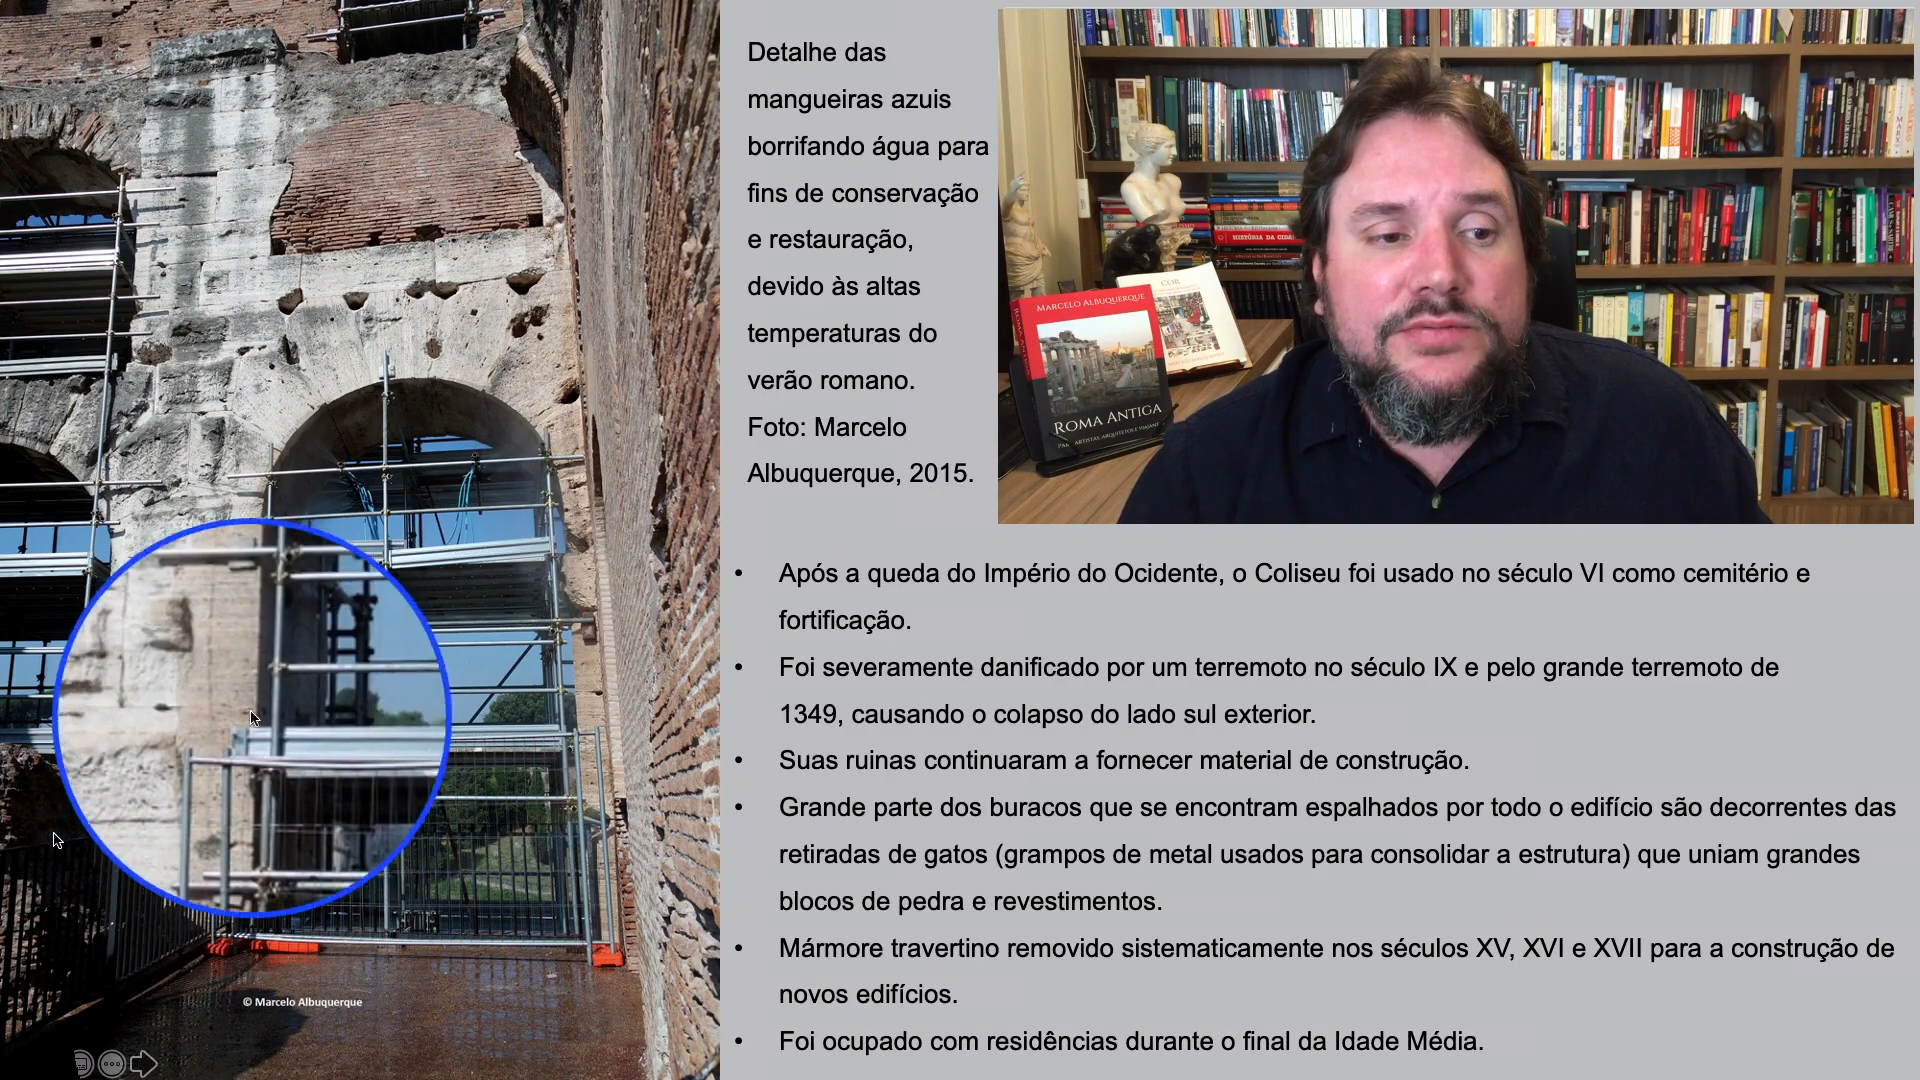 Detalhe das
mangueiras azuis
borrifando água para
fins de conservação
e restauração,
devido às altas
temperaturas do
verão romano.
Foto: Marcelo
Albuquerque, 2015.
HISTÓRIA DA CIDA
COR
MARCELO ALBUQUERQUE
ROMA ANTIGA
ARTISTAS, ARQUITETOS E VIAJANT
• Após a queda do Império do Ocidente, o Coliseu foi usado no século VI como cemitério e
fortificação.
• Foi severamente danificado por um terremoto no século IX e pelo grande terremoto de
1349, causando o colapso do lado sul exterior.
• Suas ruinas continuaram a fornecer material de construção.
• Grande parte dos buracos que se encontram espalhados por todo o edifício são decorrentes das
retiradas de gatos (grampos de metal usados para consolidar a estrutura) que uniam grandes
blocos de pedra e revestimentos.
• Mármore travertino removido sistematicamente nos séculos XV, XVI e XVII para a construção de
novos edifícios.
• Foi ocupado com residências durante o final da Idade Média.
© Marcelo Albuquerque